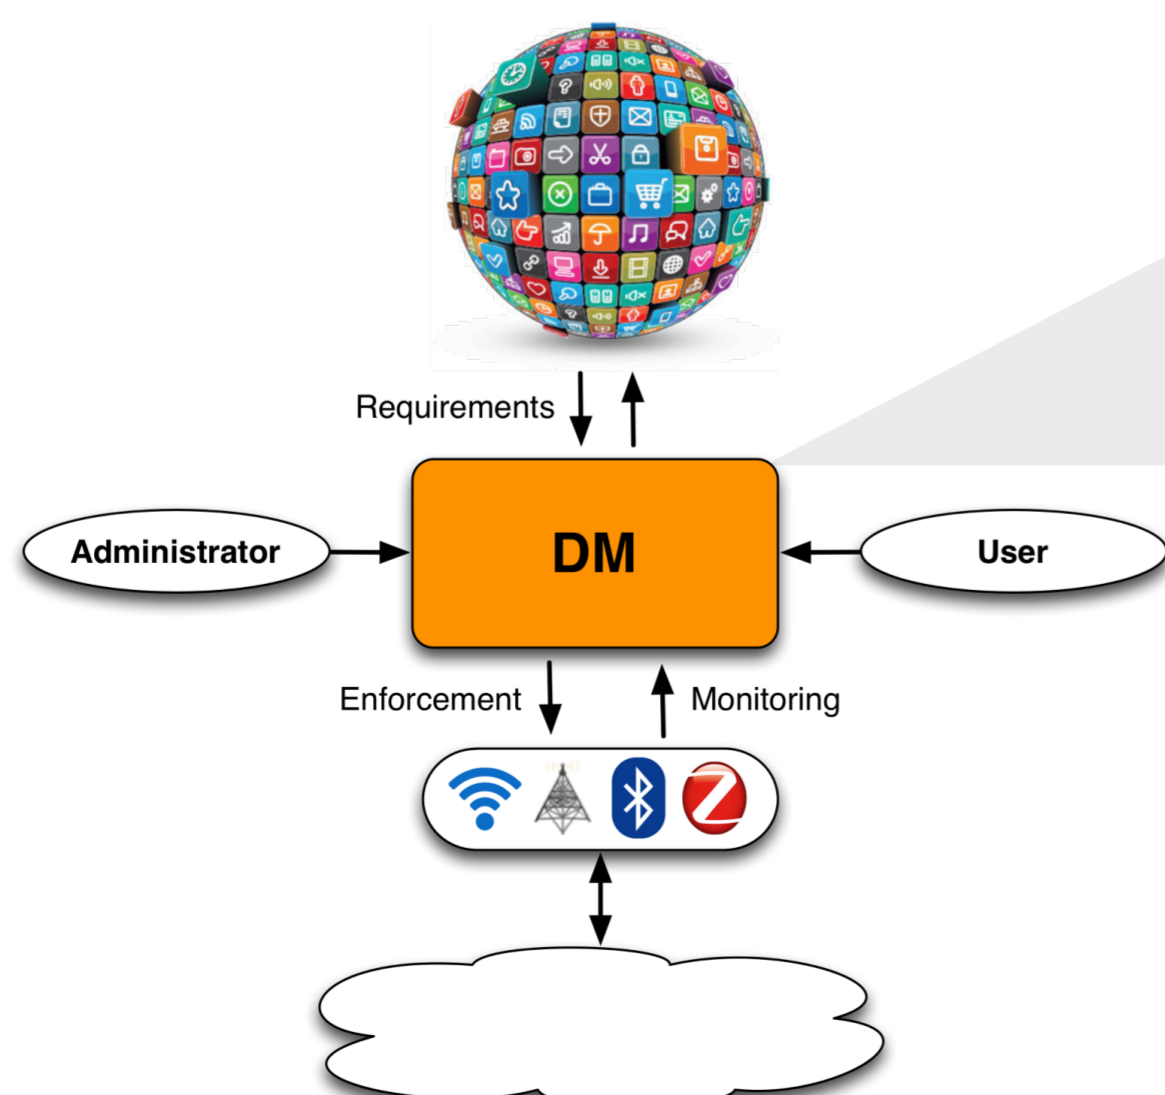 Requirements
Administrator
DM
User
Enforcement
Monitoring